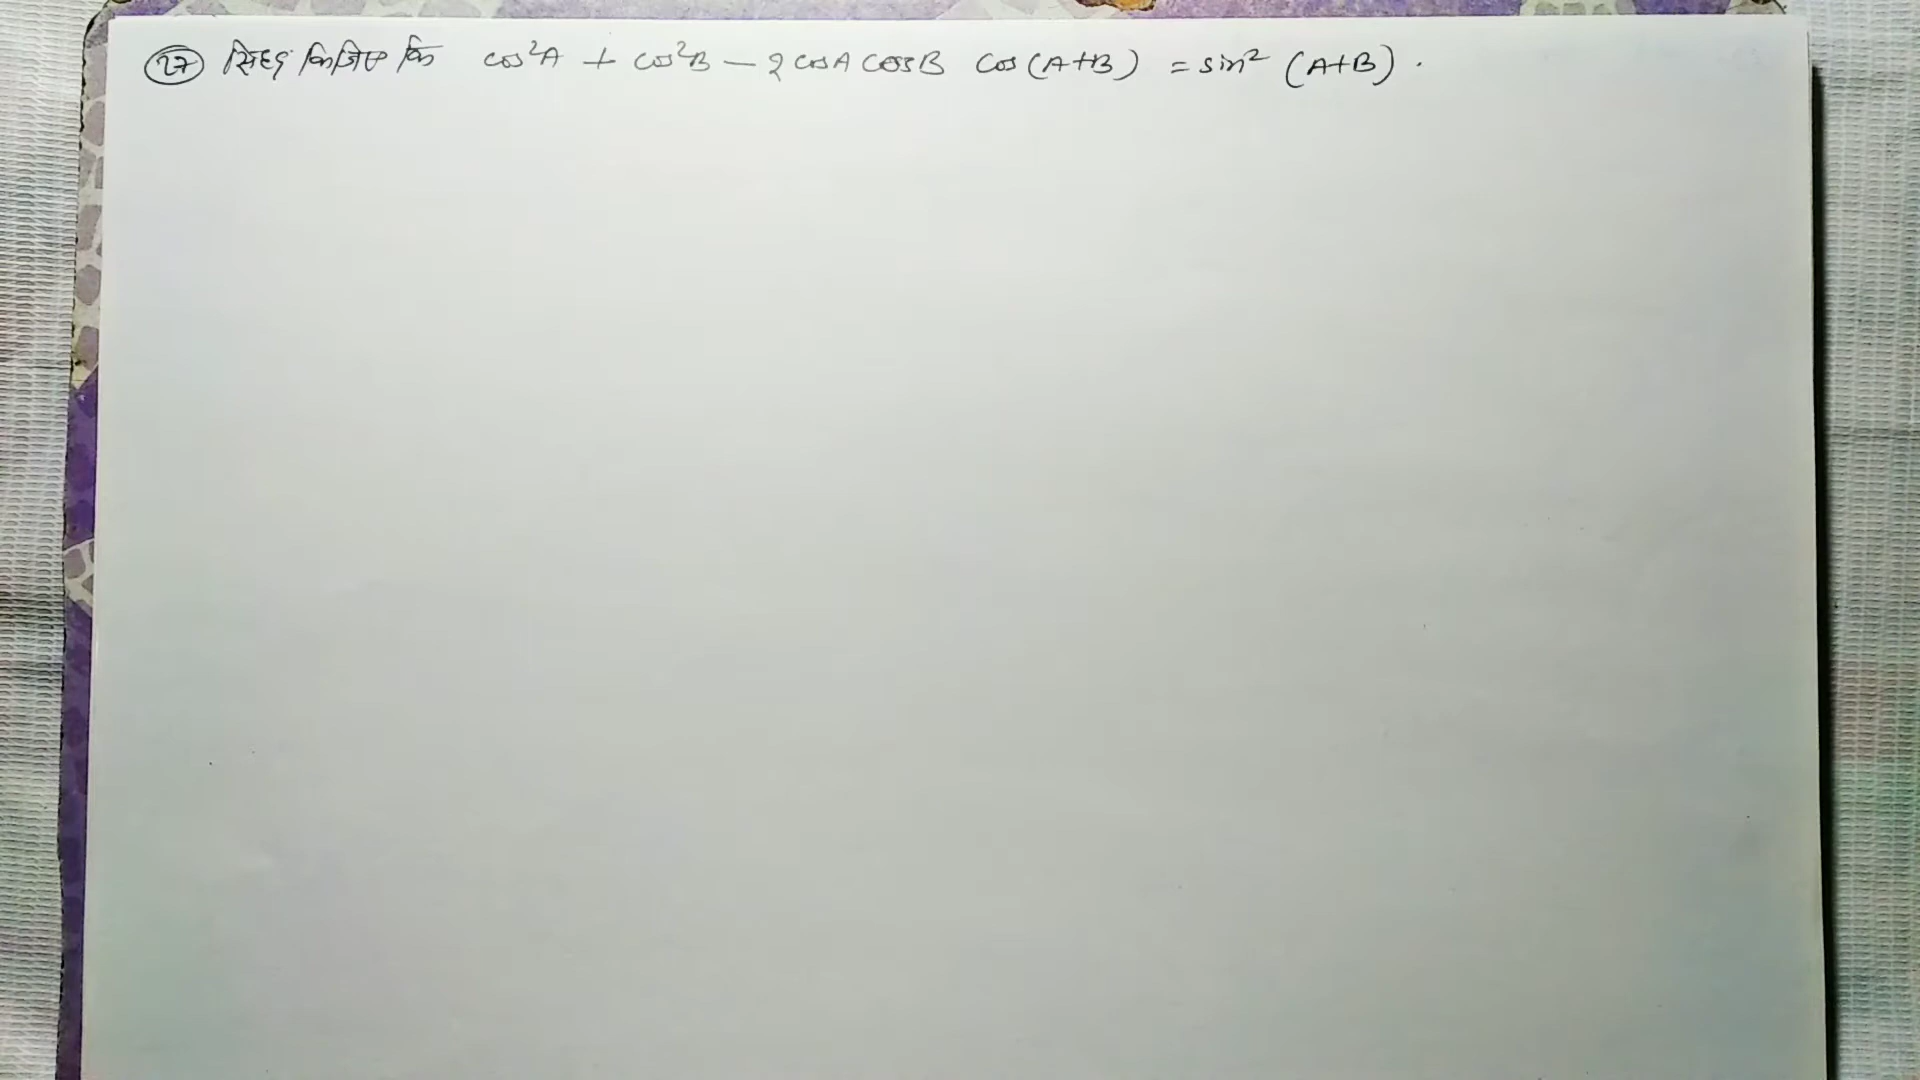 27 सिद्ध किजिए कि cos²A + cos²B - 2 cosA cosB cos(A+B) = sin² (A+B).